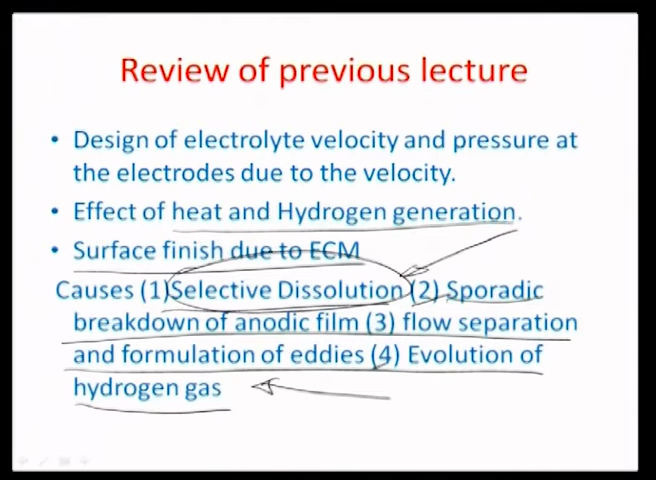 Review of previous lecture
• Design of electrolyte velocity and pressure at
the electrodes due to the velocity.
• Effect of heat and Hydrogen generation.
• Surface finish due to ECM
Causes (1)Selective Dissolution (2) Sporadic
breakdown of anodic film (3) flow separation
and formulation of eddies (4) Evolution of
hydrogen gas